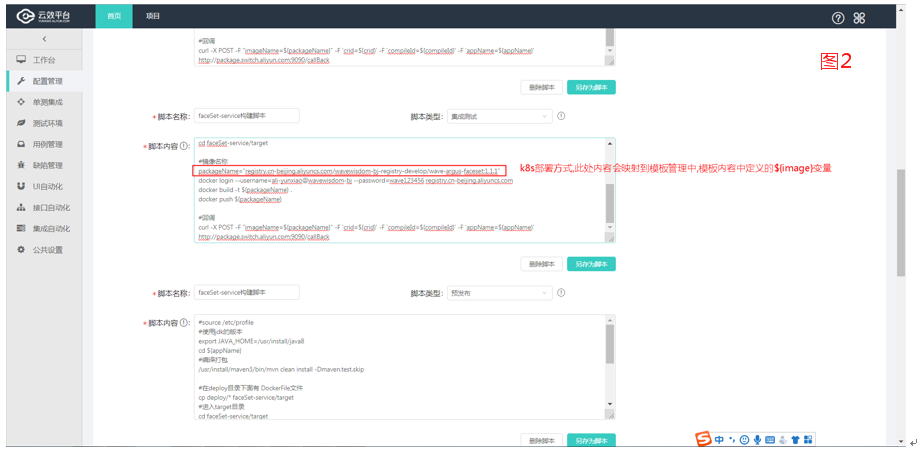 云效平台
首页
项目
图2
工作台
配置管理
单测集成
测试环境
用例管理
缺陷管理
UI自动化
接口自动化
集成自动化
公共设置
#回调
curl -X POST -F "imageName=${packageName}" -F 'crid=${crid}' -F 'compileId=${compileId}' -F 'appName=${appName}'
http://package.switch.aliyun.com:9090/callBack
删除脚本
另存为脚本
*脚本名称:
faceSet-service构建脚本
脚本类型:
集成测试
*脚本内容
cd faceSet-service/target
#镜像名称
packageName="registry.cn-beijing.aliyuncs.com/wavewisdom-bj-registry-develop/wave-argus-faceset:1.1.1"
docker login --username=ali-yunxiao@wavewisdom-bj --password=wave123456 registry.cn-beijing.aliyuncs.com
docker build -t ${packageName} .
docker push ${packageName}
k8s部署方式,此处内容会映射到模板管理中,模板内容中定义的${image}变量
#回调
curl -X POST -F "imageName=${packageName}" -F 'crid=${crid}' -F 'compileId=${compileId}' -F 'appName=${appName}'
http://package.switch.aliyun.com:9090/callBack
删除脚本
另存为脚本
*脚本名称:
faceSet-service构建脚本
脚本类型:
预发布
*脚本内容
#source /etc/profile
#使用jdk的版本
export JAVA_HOME=/usr/install/java8
cd ${appName}
#编译打包
/usr/install/maven3/bin/mvn clean install -Dmaven.test.skip
#在deploy目录下面有 DockerFile文件
cp deploy/* faceSet-service/target
#进入target目录
cd faceSet-service/target
删除脚本
另存为脚本
中